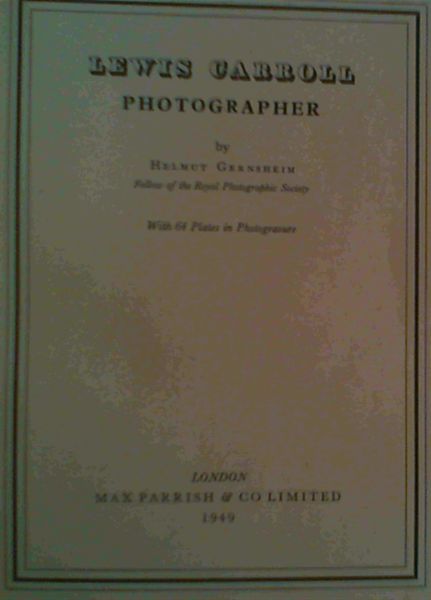 LEWIS CARROLL
PHOTOGRAPHER
by
HELMUT GERNSHEIM
Fellow of the Royal Photographic Society
With 64 Plates in Photogravure
LONDON
MAX PARRISH & CO LIMITED
1949